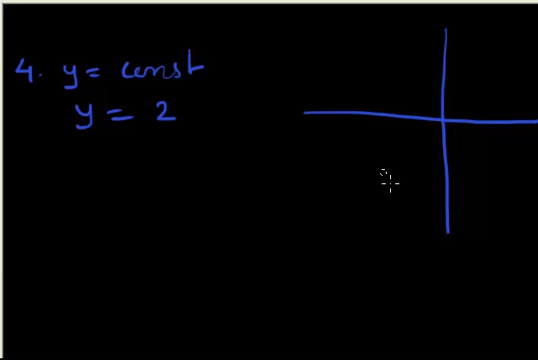 4. y = const
y = 2